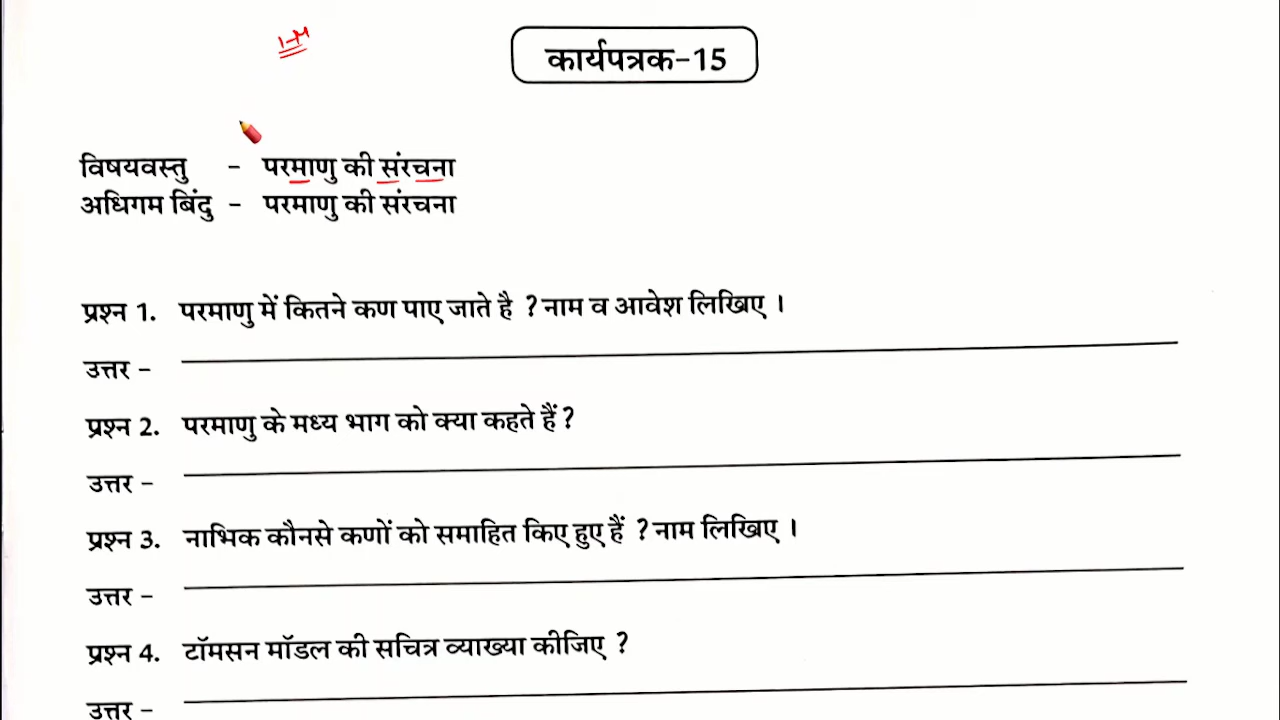 कार्यपत्रक-15
विषयवस्तु - परमाणु की संरचना
अधिगम बिंदु - परमाणु की संरचना
प्रश्न 1. परमाणु में कितने कण पाए जाते है ? नाम व आवेश लिखिए ।
उत्तर -
प्रश्न 2. परमाणु के मध्य भाग को क्या कहते हैं ?
उत्तर -
प्रश्न 3. नाभिक कौनसे कणों को समाहित किए हुए हैं ? नाम लिखिए ।
उत्तर -
प्रश्न 4. टॉमसन मॉडल की सचित्र व्याख्या कीजिए ?
उत्तर -